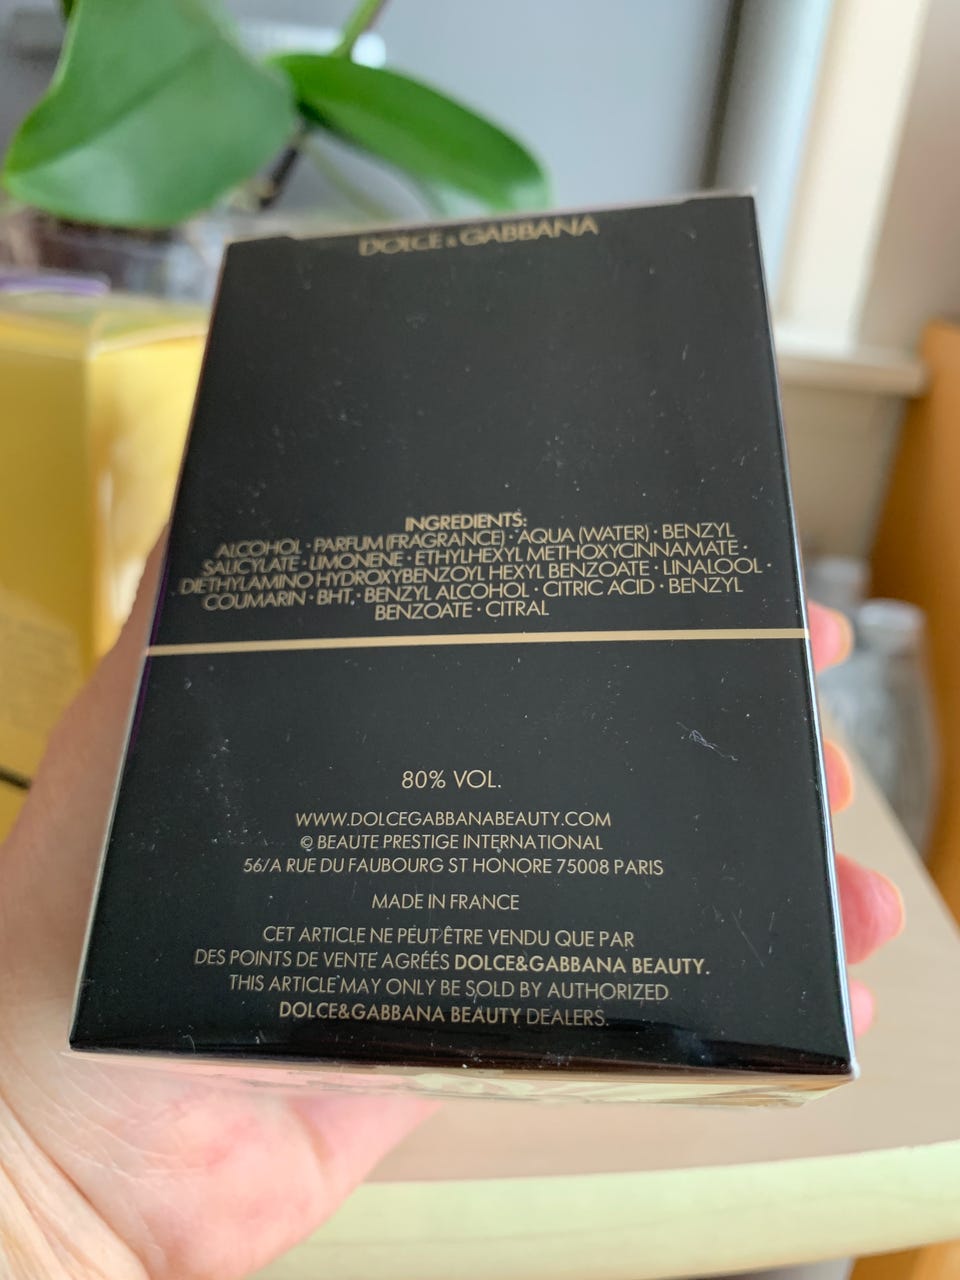 DOLCE & GABBANA
INGREDIENTS:
ALCOHOL · PARFUM (FRAGRANCE) · AQUA (WATER) · BENZYL
SALICYLATE · LIMONENE · ETHYLHEXYL METHOXYCINNAMATE ·
DIETHYLAMINO HYDROXYBENZOYL HEXYL BENZOATE · LINALOOL ·
COUMARIN · BHT · BENZYL ALCOHOL · CITRIC ACID · BENZYL
BENZOATE · CITRAL
80% VOL.
WWW.DOLCEGABBANABEAUTY.COM
© BEAUTE PRESTIGE INTERNATIONAL
56/A RUE DU FAUBOURG ST HONORE 75008 PARIS
MADE IN FRANCE
CET ARTICLE NE PEUT ÊTRE VENDU QUE PAR
DES POINTS DE VENTE AGRÉÉS DOLCE&GABBANA BEAUTY.
THIS ARTICLE MAY ONLY BE SOLD BY AUTHORIZED
DOLCE&GABBANA BEAUTY DEALERS.